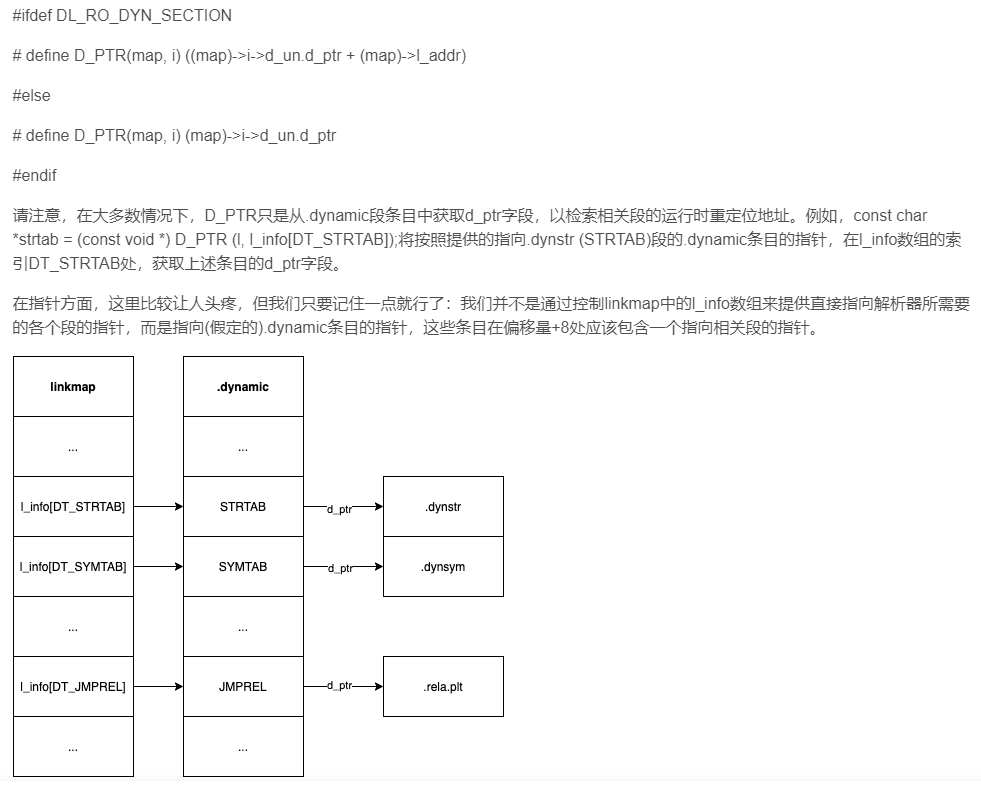 #ifdef DL_RO_DYN_SECTION
# define D_PTR(map, i) ((map)->i->d_un.d_ptr + (map)->l_addr)
#else
# define D_PTR(map, i) (map)->i->d_un.d_ptr
#endif
请注意，在大多数情况下，D_PTR只是从.dynamic段条目中获取d_ptr字段，以检索相关段的运行时重定位地址。例如，const char
*strtab = (const void *) D_PTR (l, l_info[DT_STRTAB]);将按照提供的指向.dynstr (STRTAB)段的.dynamic条目的指针，在l_info数组的索
引DT_STRTAB处，获取上述条目的d_ptr字段。
在指针方面，这里比较让人头疼，但我们只要记住一点就行了：我们并不是通过控制linkmap中的l_info数组来提供直接指向解析器所需要
的各个段的指针，而是指向(假定的).dynamic条目的指针，这些条目在偏移量+8处应该包含一个指向相关段的指针。
linkmap
.dynamic
...
...
l_info[DT_STRTAB]
STRTAB
d_ptr
.dynstr
l_info[DT_SYMTAB]
SYMTAB
d_ptr
.dynsym
...
...
l_info[DT_JMPREL]
JMPREL
d_ptr
.rela.plt
...
...